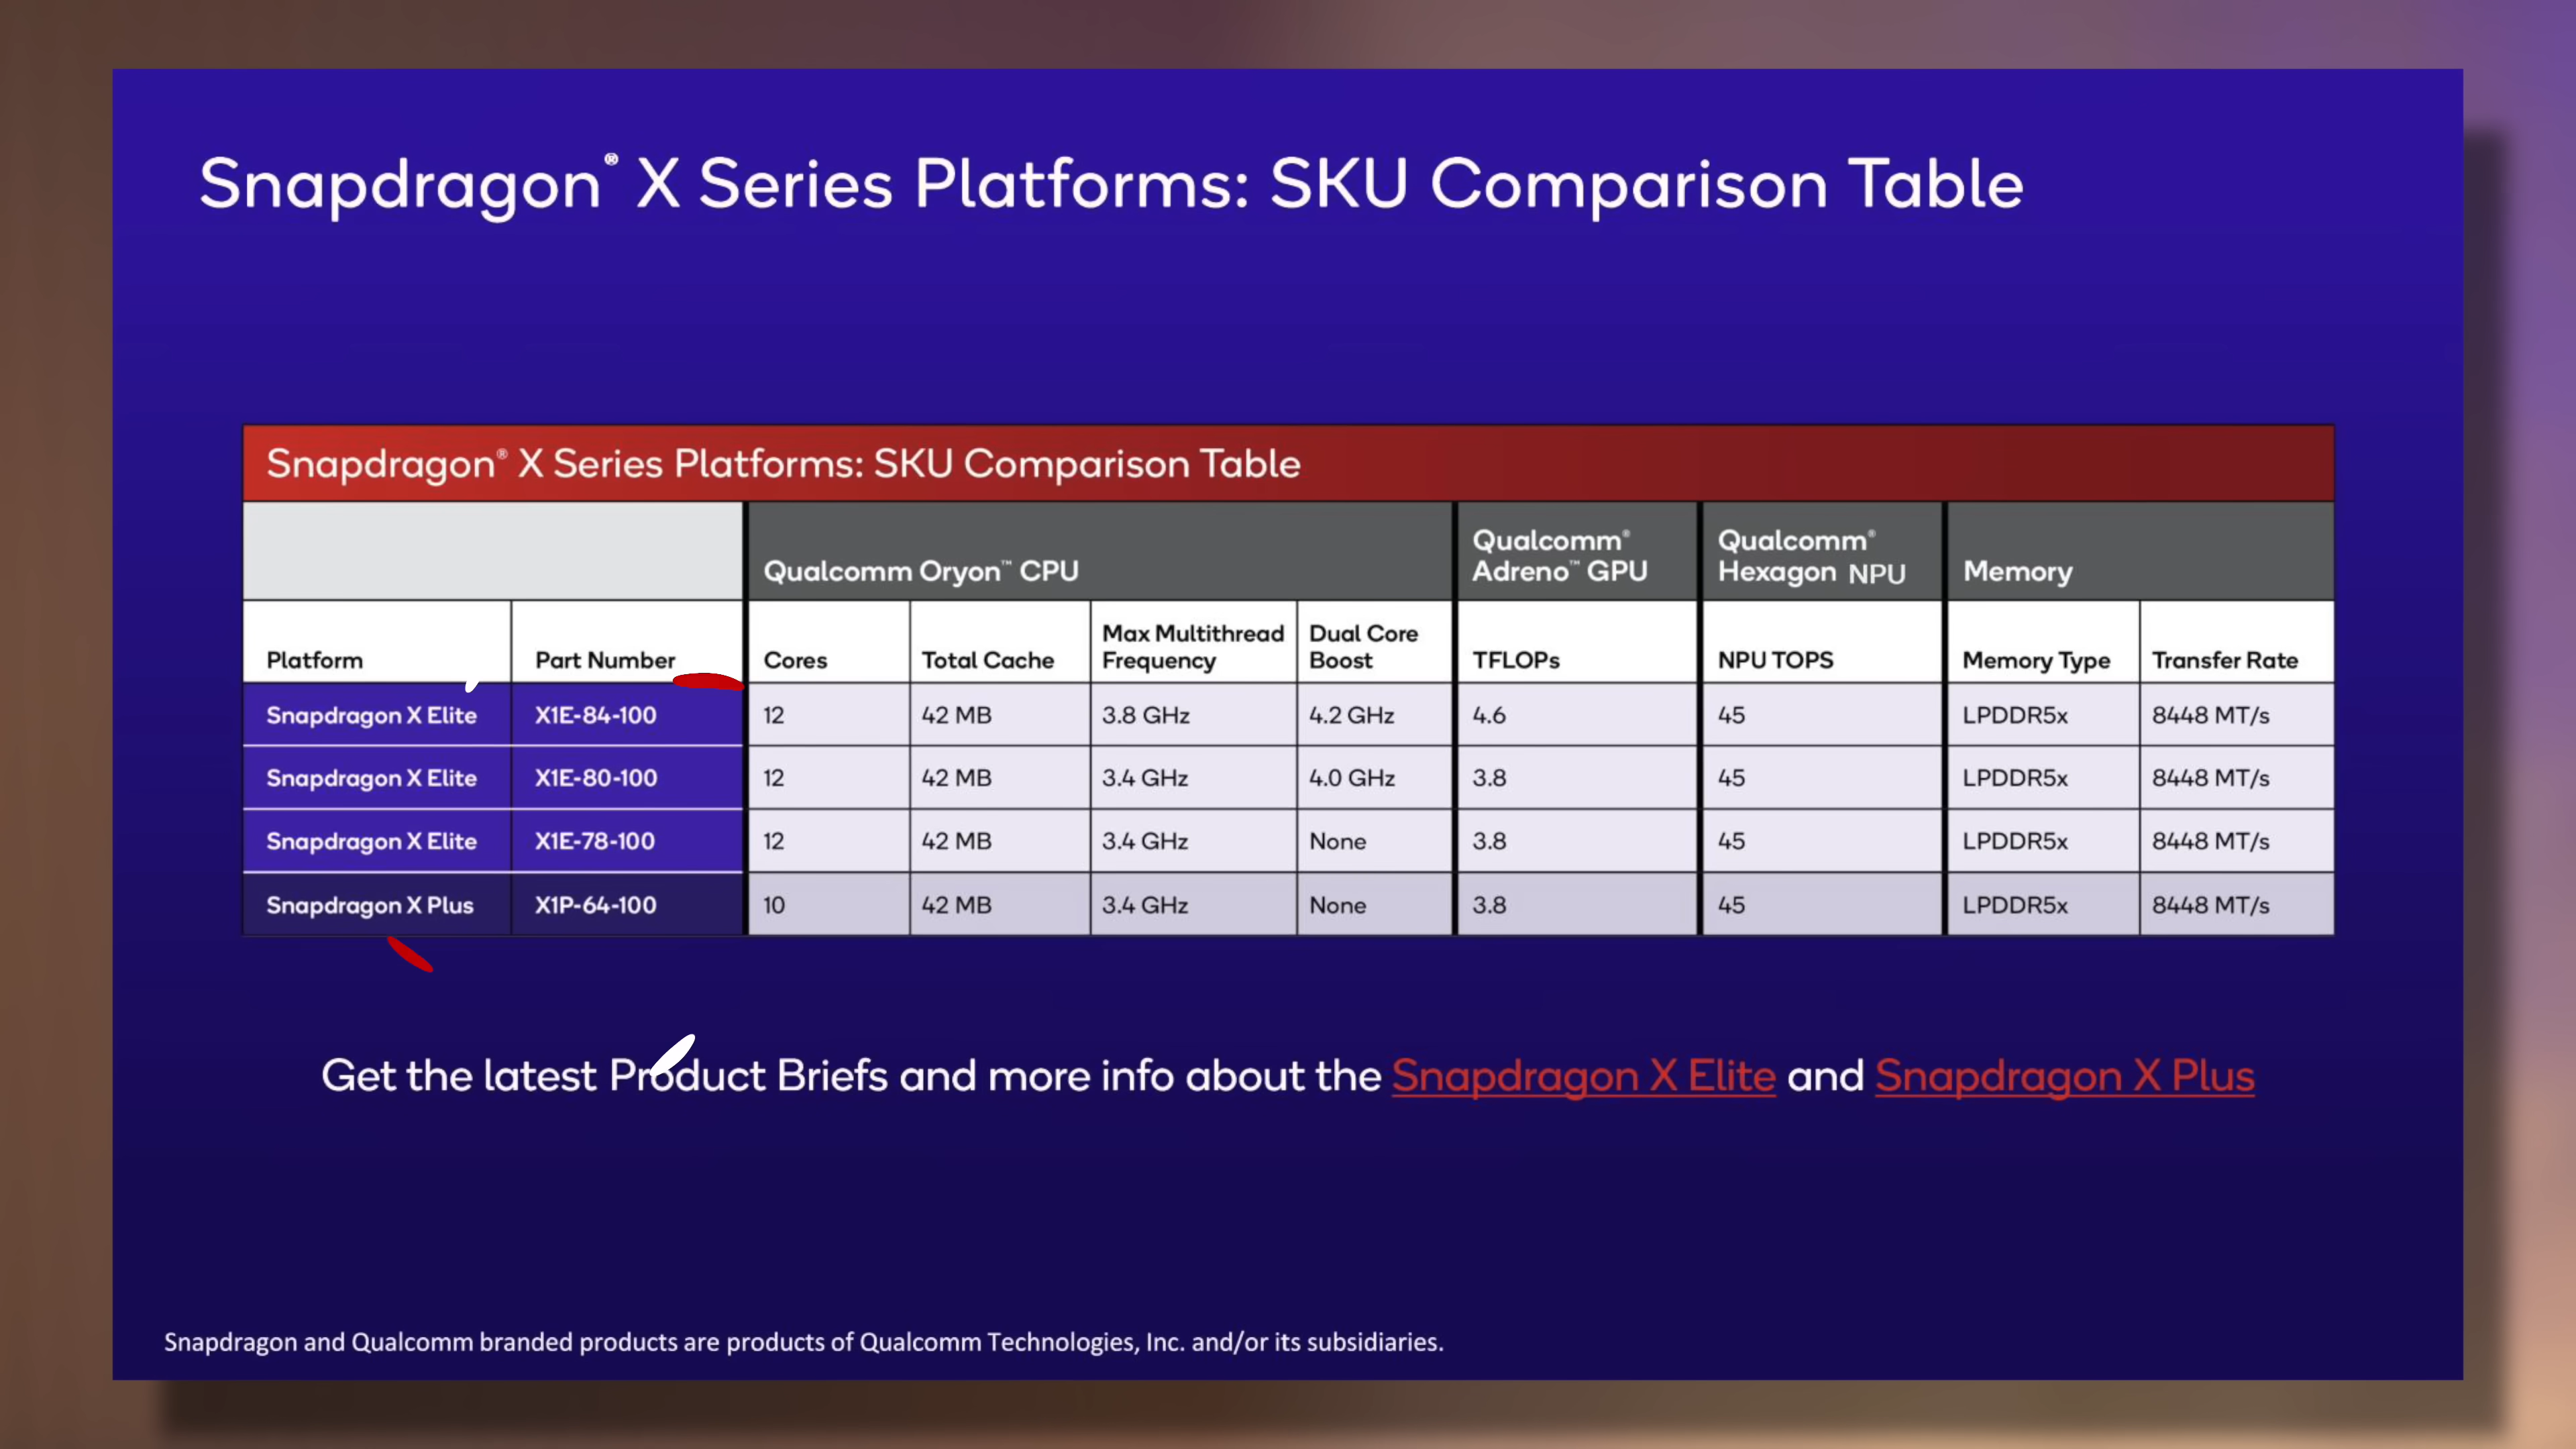 Snapdragon® X Series Platforms: SKU Comparison Table
Snapdragon® X Series Platforms: SKU Comparison Table
Qualcomm Oryon™ CPU
Qualcomm® Adreno™ GPU
Qualcomm® Hexagon NPU
Memory
Platform Part Number Cores Total Cache Max Multithread Frequency Dual Core Boost TFLOPs NPU TOPS Memory Type Transfer Rate
Snapdragon X Elite X1E-84-100 12 42 MB 3.8 GHz 4.2 GHz 4.6 45 LPDDR5x 8448 MT/s
Snapdragon X Elite X1E-80-100 12 42 MB 3.4 GHz 4.0 GHz 3.8 45 LPDDR5x 8448 MT/s
Snapdragon X Elite X1E-78-100 12 42 MB 3.4 GHz None 3.8 45 LPDDR5x 8448 MT/s
Snapdragon X Plus X1P-64-100 10 42 MB 3.4 GHz None 3.8 45 LPDDR5x 8448 MT/s
Get the latest Product Briefs and more info about the Snapdragon X Elite and Snapdragon X Plus
Snapdragon and Qualcomm branded products are products of Qualcomm Technologies, Inc. and/or its subsidiaries.